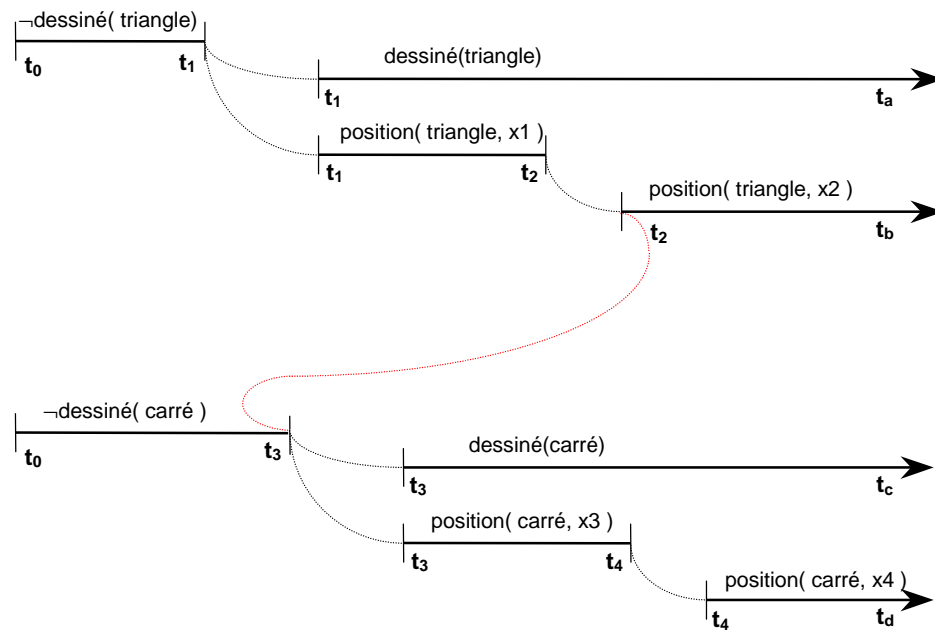 ¬dessiné( triangle)
t0 t1
dessiné(triangle)
t1 ta
position( triangle, x1 )
t1 t2
position( triangle, x2 )
t2 tb
¬dessiné( carré )
t0 t3
dessiné(carré)
t3 tc
position( carré, x3 )
t3 t4
position( carré, x4 )
t4 td